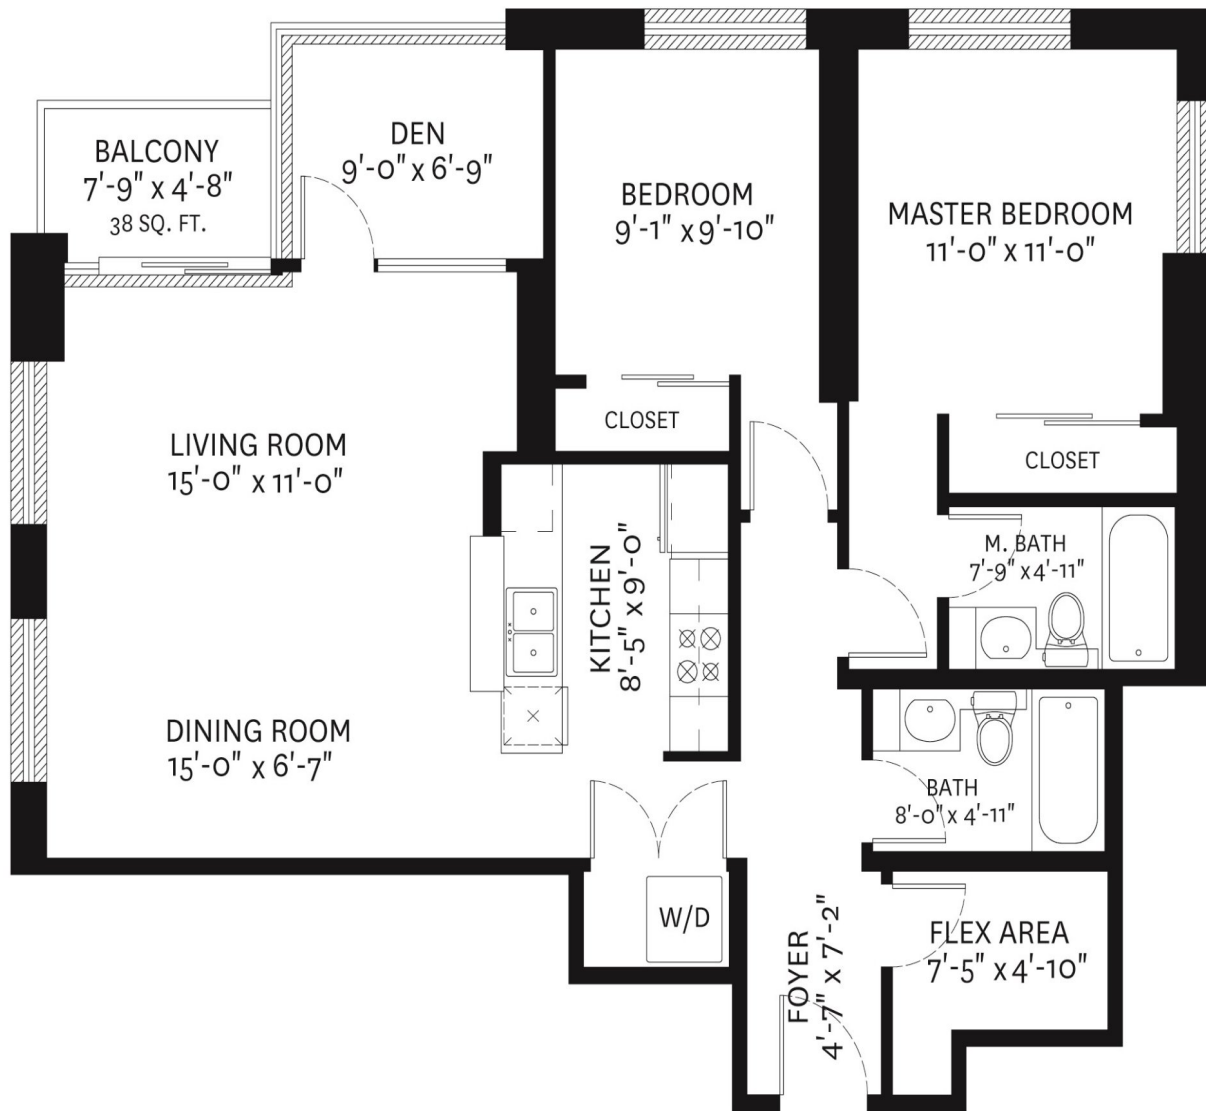 BALCONY
7'-9" x 4'-8"
38 SQ. FT.
DEN
9'-0" x 6'-9"
BEDROOM
9'-1" x 9'-10"
MASTER BEDROOM
11'-0" x 11'-0"
CLOSET
CLOSET
LIVING ROOM
15'-0" x 11'-0"
KITCHEN
8'-5" x 9'-0"
M. BATH
7'-9" x 4'-11"
DINING ROOM
15'-0" x 6'-7"
BATH
8'-0" x 4'-11"
W/D
FOYER
4'-7" x 7'-2"
FLEX AREA
7'-5" x 4'-10"